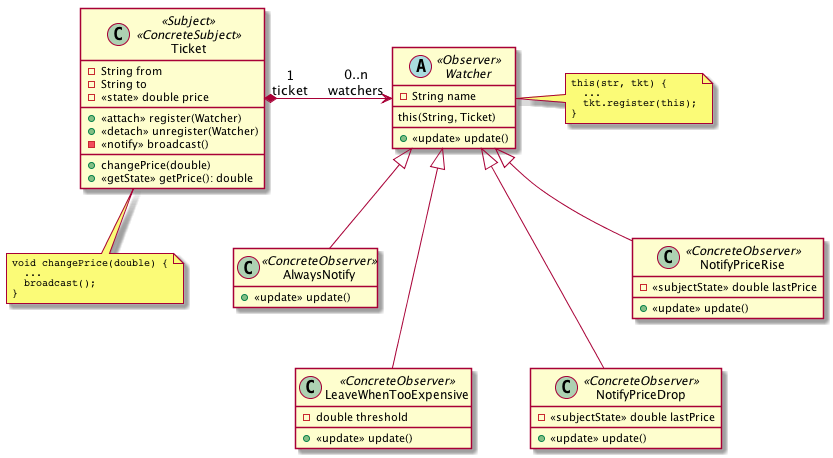 C
«Subject»
«ConcreteSubject»
Ticket
String from
String to
«state» double price
«attach» register(Watcher)
«detach» unregister(Watcher)
«notify» broadcast()
changePrice(double)
«getState» getPrice(): double
1
ticket
0..n
watchers
A
«Observer»
Watcher
String name
this(String, Ticket)
«update» update()
this(str, tkt) {
  ...
  tkt.register(this);
}
void changePrice(double) {
  ...
  broadcast();
}
C
«ConcreteObserver»
AlwaysNotify
«update» update()
C
«ConcreteObserver»
NotifyPriceRise
«subjectState» double lastPrice
«update» update()
C
«ConcreteObserver»
LeaveWhenTooExpensive
double threshold
«update» update()
C
«ConcreteObserver»
NotifyPriceDrop
«subjectState» double lastPrice
«update» update()